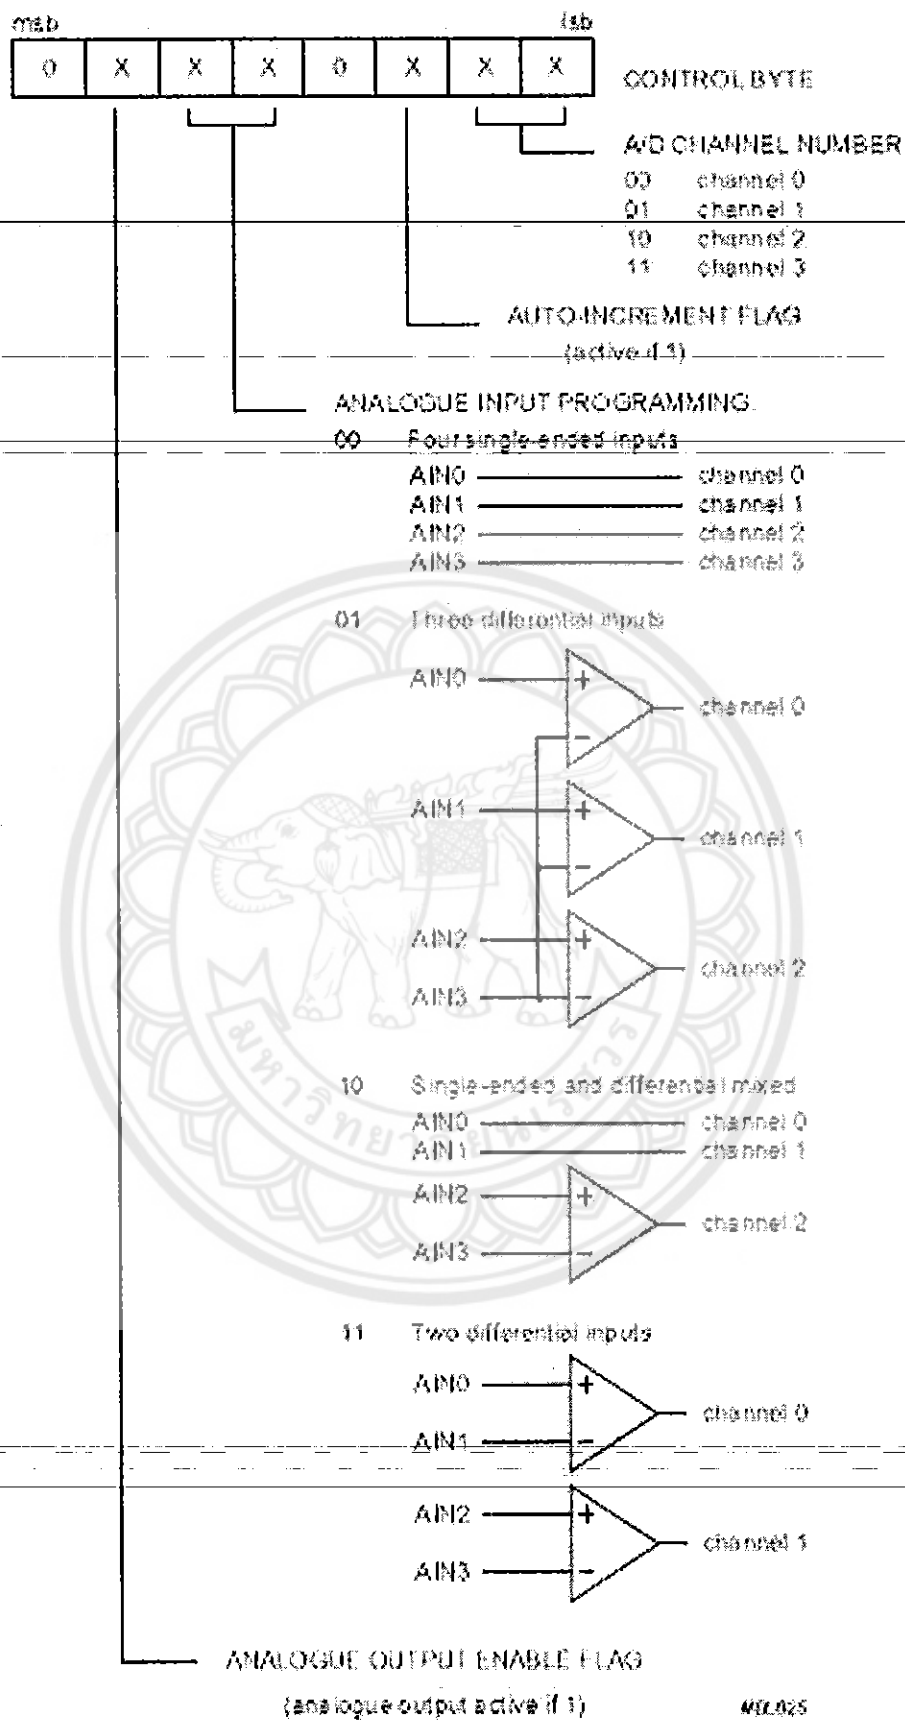 msb lsb
0 X X X 0 X X X
CONTROL BYTE
A/D CHANNEL NUMBER
00 channel 0
01 channel 1
10 channel 2
11 channel 3
AUTO-INCREMENT FLAG
(active if 1)
ANALOGUE INPUT PROGRAMMING
00 Four single-ended inputs
AIN0 channel 0
AIN1 channel 1
AIN2 channel 2
AIN3 channel 3
01 Three differential inputs
AIN0 + channel 0
−
AIN1 + channel 1
−
AIN2 + channel 2
AIN3 −
10 Single-ended and differential mixed
AIN0 channel 0
AIN1 channel 1
AIN2 + channel 2
AIN3 −
11 Two differential inputs
AIN0 + channel 0
AIN1 −
AIN2 + channel 1
AIN3 −
ANALOGUE OUTPUT ENABLE FLAG
(analogue output active if 1)